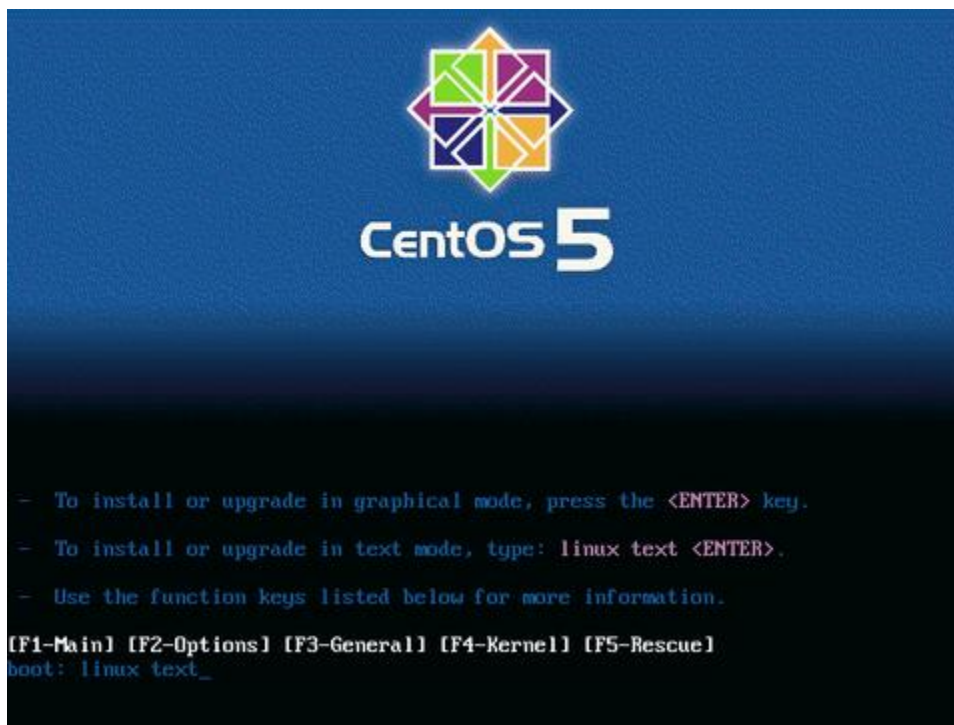 CentOS 5
- To install or upgrade in graphical mode, press the <ENTER> key.
- To install or upgrade in text mode, type: linux text <ENTER>.
- Use the function keys listed below for more information.
[F1-Main] [F2-Options] [F3-General] [F4-Kernel] [F5-Rescue]
boot: linux text_